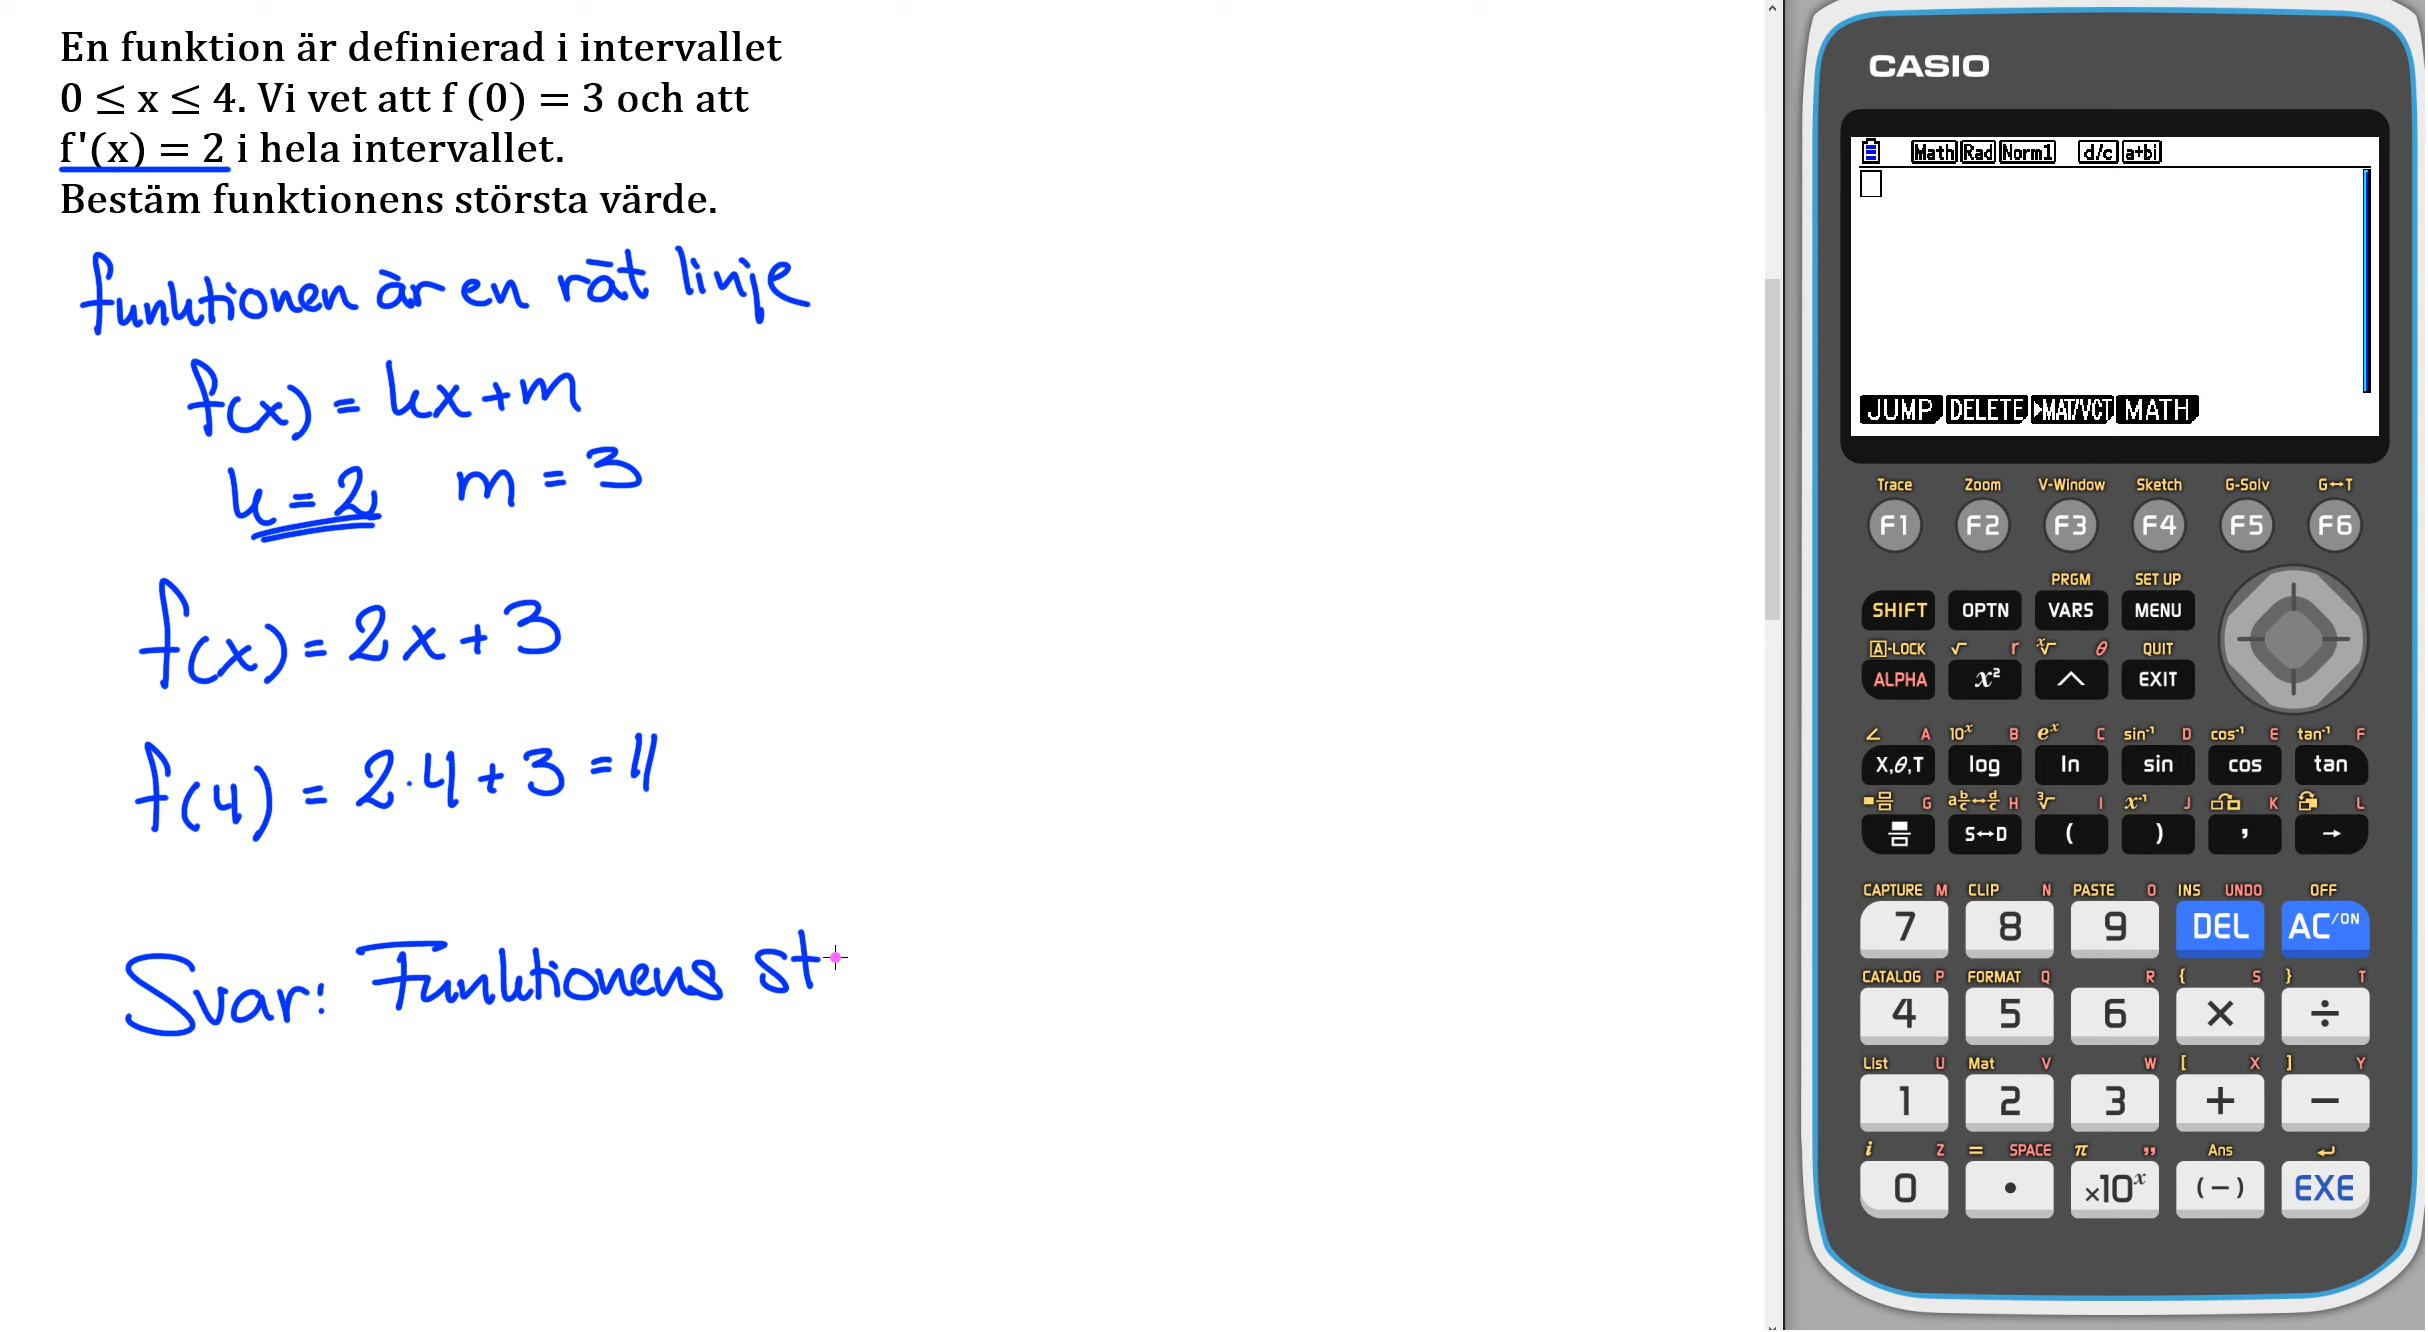 En funktion är definierad i intervallet
0 ≤ x ≤ 4. Vi vet att f (0) = 3 och att
f'(x) = 2 i hela intervallet.
Bestäm funktionens största värde.
funktionen är en rät linje
f(x) = kx+m
k = 2 m = 3
f(x) = 2x + 3
f(4) = 2·4 + 3 = 11
Svar: Funktionens st
CASIO
Math Rad Norm1 d/c a+bi
JUMP DELETE ▶MAT/VCT MATH
Trace Zoom V-Window Sketch G-Solv G↔T
F1 F2 F3 F4 F5 F6
PRGM SET UP
SHIFT OPTN VARS MENU
A-LOCK √ r ˣ√ θ QUIT
ALPHA x² ^ EXIT
∠ A 10ˣ B eˣ C sin⁻¹ D cos⁻¹ E tan⁻¹ F
X,θ,T log ln sin cos tan
G a b/c↔d/c H ³√ I x⁻¹ J K L
S↔D ( ) , →
CAPTURE M CLIP N PASTE O INS UNDO OFF
7 8 9 DEL AC/ON
CATALOG P FORMAT Q R { S } T
4 5 6 × ÷
List U Mat V W [ X ] Y
1 2 3 + −
i Z = SPACE π " Ans ↵
0 • ×10ˣ (−) EXE